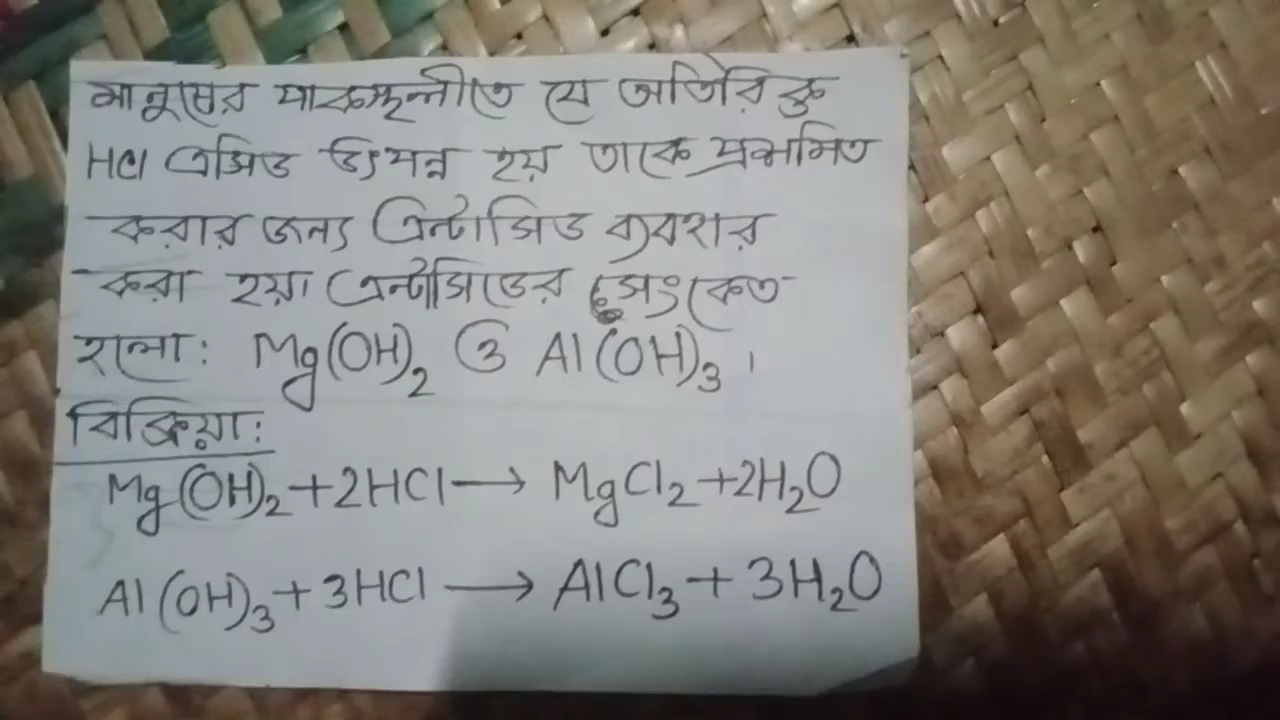 মানুষের পাকস্থলীতে যে অতিরিক্ত
HCl এসিড উৎপন্ন হয় তাকে প্রশমিত
করার জন্য এন্টাসিড ব্যবহার
করা হয়। এন্টাসিডের সংকেত
হলো: Mg(OH)₂ ও Al(OH)₃ ।
বিক্রিয়া:
Mg(OH)₂ + 2HCl → MgCl₂ + 2H₂O
Al(OH)₃ + 3HCl → AlCl₃ + 3H₂O